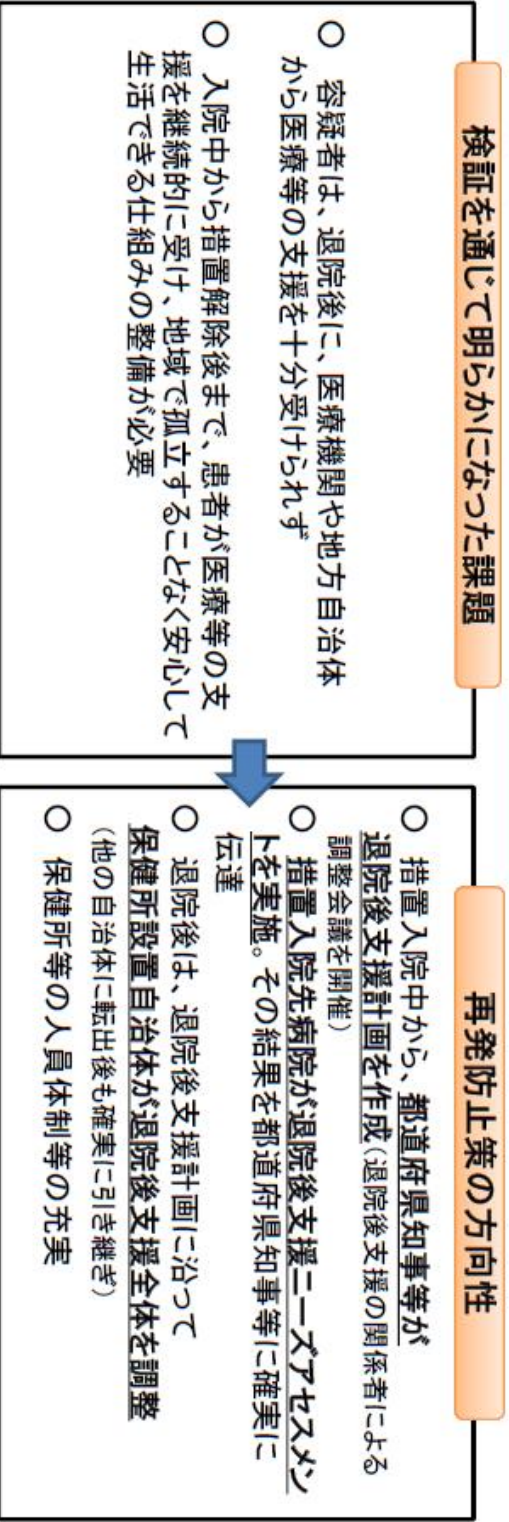 検証を通じて明らかになった課題
○ 容疑者は、退院後に、医療機関や地方自治体
から医療等の支援を十分受けられず
○ 入院中から措置解除後まで、患者が医療等の支
援を継続的に受け、地域で孤立することなく安心して
生活できる仕組みの整備が必要
再発防止策の方向性
○ 措置入院中から、都道府県知事等が
退院後支援計画を作成(退院後支援の関係者による
調整会議を開催)
○ 措置入院先病院が退院後支援ニーズアセスメン
トを実施。その結果を都道府県知事等に確実に
伝達
○ 退院後は、退院後支援計画に沿って
保健所設置自治体が退院後支援全体を調整
(他の自治体に転出後も確実に引き継ぎ)
○ 保健所等の人員体制等の充実